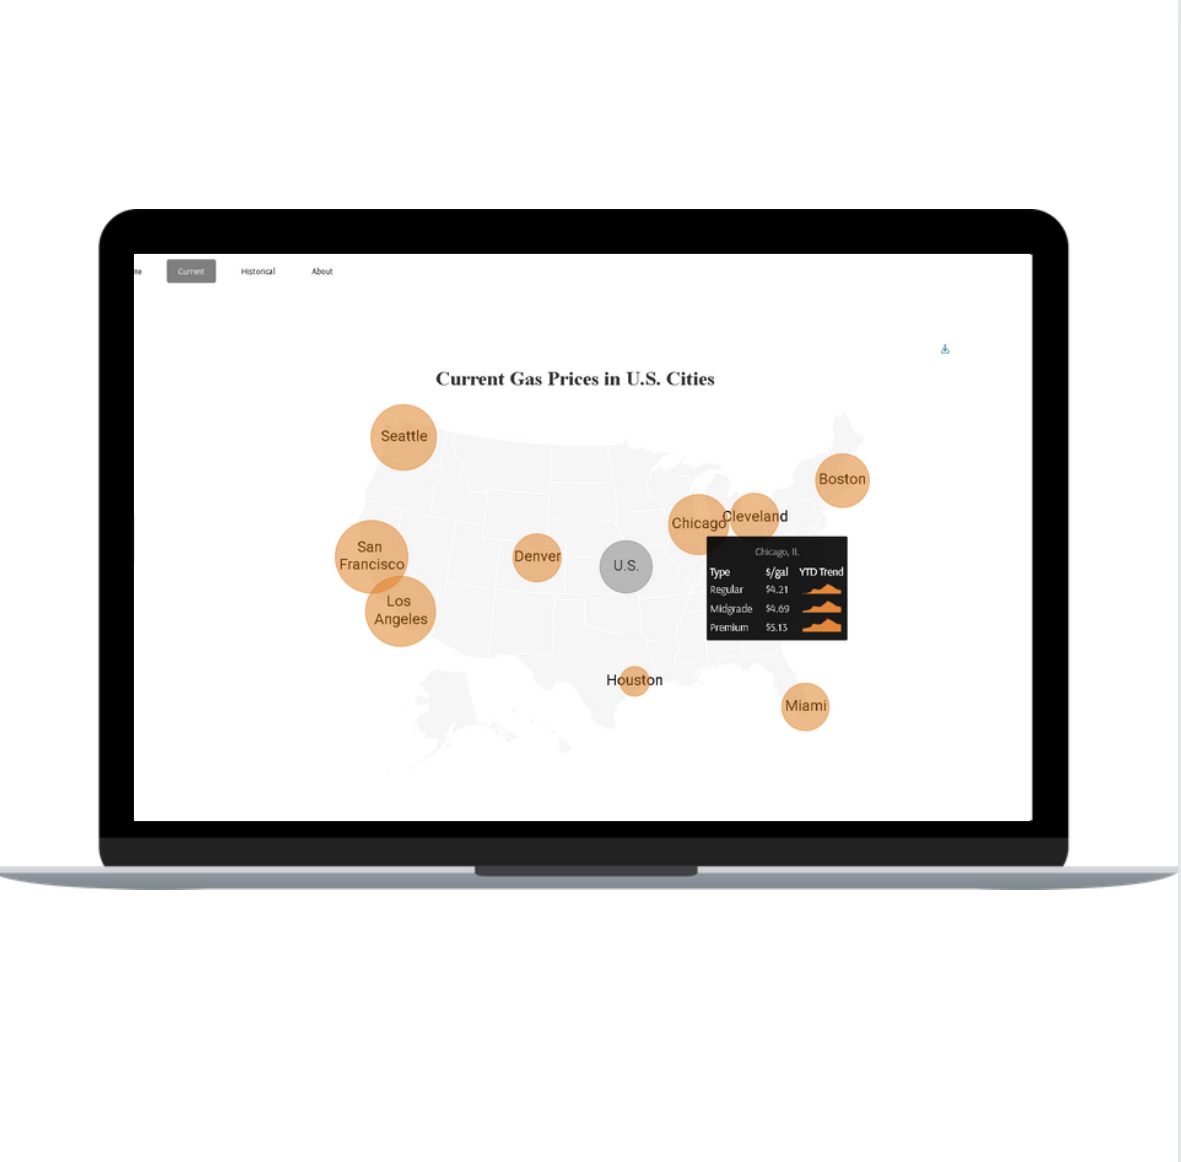 me Current Historical About
Current Gas Prices in U.S. Cities
Seattle
Boston
Cleveland
Chicago
San
Francisco
Denver
U.S.
Los
Angeles
Chicago, IL
Type $/gal YTD Trend
Regular $4.21
Midgrade $4.69
Premium $5.13
Houston
Miami